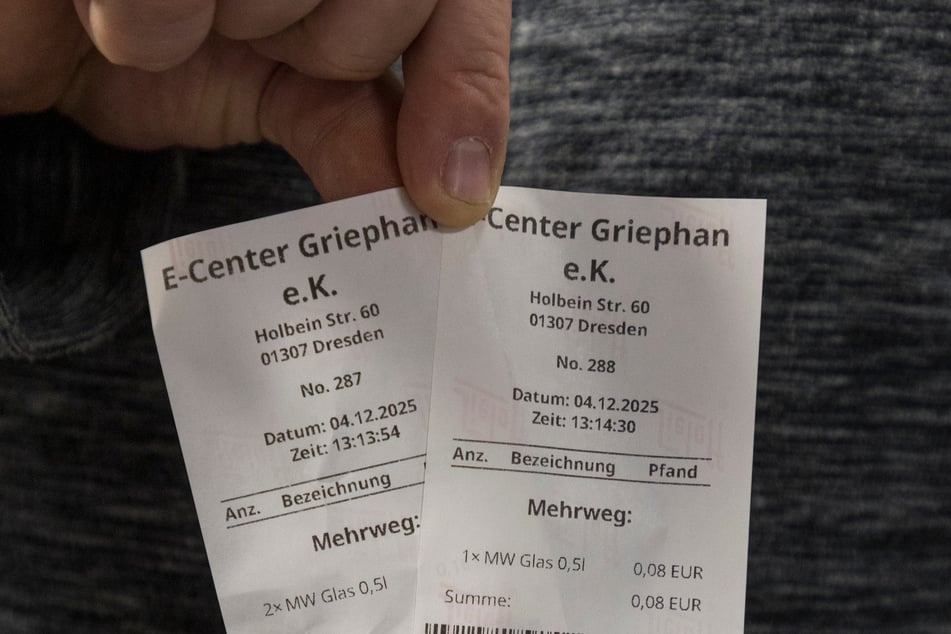 E-Center Griephan
e.K.
Holbein Str. 60
01307 Dresden
No. 287
Datum: 04.12.2025
Zeit: 13:13:54
Anz. Bezeichnung
Mehrweg:
2× MW Glas 0,5l
-Center Griephan
e.K.
Holbein Str. 60
01307 Dresden
No. 288
Datum: 04.12.2025
Zeit: 13:14:30
Anz. Bezeichnung Pfand
Mehrweg:
1× MW Glas 0,5l 0,08 EUR
Summe: 0,08 EUR